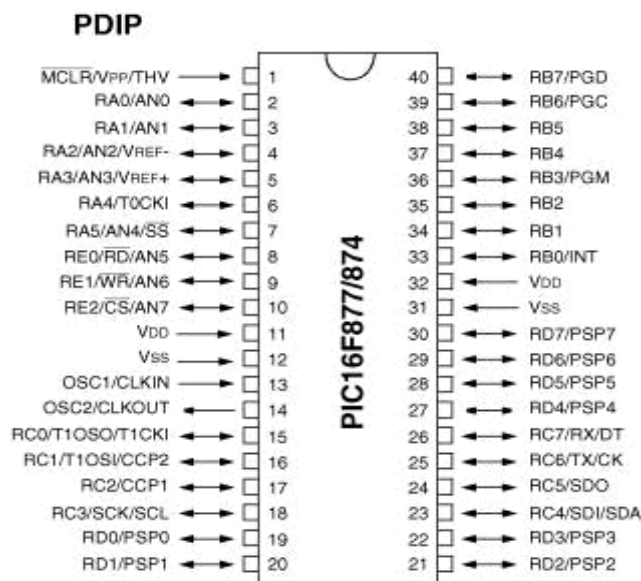 PDIP
MCLR/VPP/THV 1 40 RB7/PGD
RA0/AN0 2 39 RB6/PGC
RA1/AN1 3 38 RB5
RA2/AN2/VREF- 4 37 RB4
RA3/AN3/VREF+ 5 36 RB3/PGM
RA4/T0CKI 6 35 RB2
RA5/AN4/SS 7 34 RB1
RE0/RD/AN5 8 33 RB0/INT
RE1/WR/AN6 9 32 VDD
RE2/CS/AN7 10 31 VSS
VDD 11 30 RD7/PSP7
VSS 12 29 RD6/PSP6
OSC1/CLKIN 13 28 RD5/PSP5
OSC2/CLKOUT 14 27 RD4/PSP4
RC0/T1OSO/T1CKI 15 26 RC7/RX/DT
RC1/T1OSI/CCP2 16 25 RC6/TX/CK
RC2/CCP1 17 24 RC5/SDO
RC3/SCK/SCL 18 23 RC4/SDI/SDA
RD0/PSP0 19 22 RD3/PSP3
RD1/PSP1 20 21 RD2/PSP2
PIC16F877/874